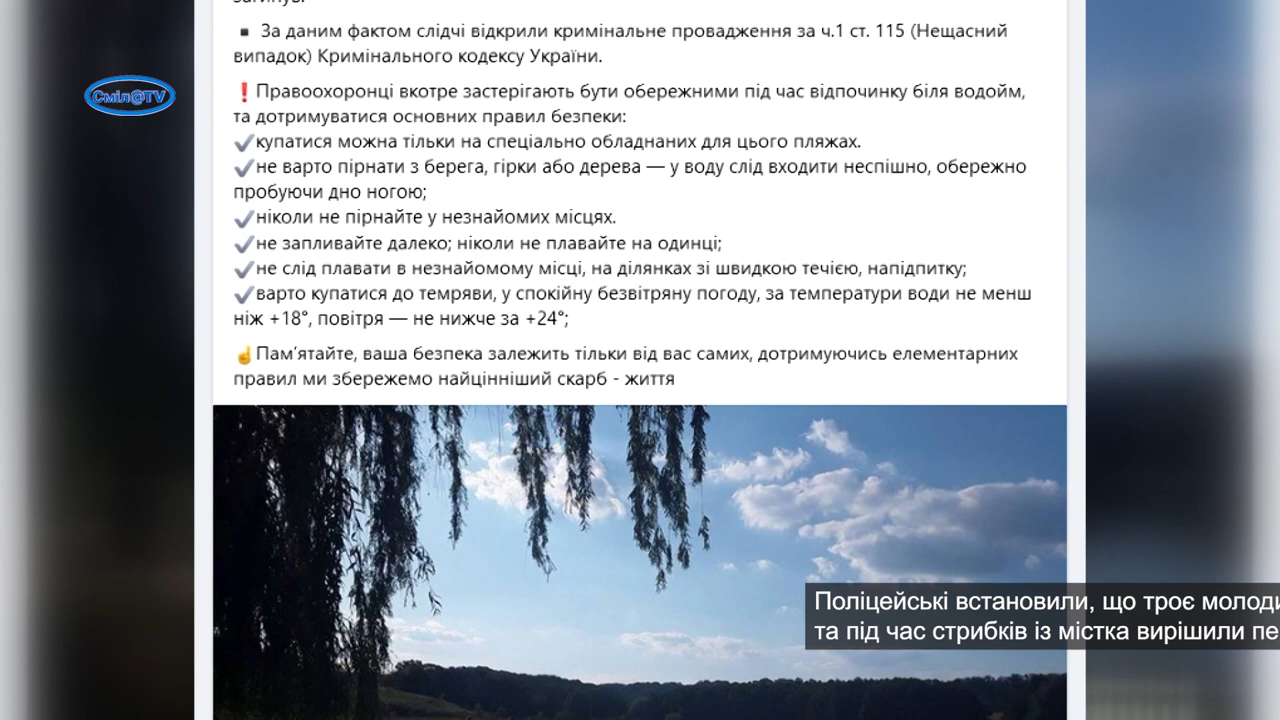 загинув.
▪ За даним фактом слідчі відкрили кримінальне провадження за ч.1 ст. 115 (Нещасний
випадок) Кримінального кодексу України.
❗Правоохоронці вкотре застерігають бути обережними під час відпочинку біля водойм,
та дотримуватися основних правил безпеки:
✔купатися можна тільки на спеціально обладнаних для цього пляжах.
✔не варто пірнати з берега, гірки або дерева — у воду слід входити неспішно, обережно
пробуючи дно ногою;
✔ніколи не пірнайте у незнайомих місцях.
✔не запливайте далеко; ніколи не плавайте на одинці;
✔не слід плавати в незнайомому місці, на ділянках зі швидкою течією, напідпитку;
✔варто купатися до темряви, у спокійну безвітряну погоду, за температури води не менш
ніж +18°, повітря — не нижче за +24°;
☝Пам’ятайте, ваша безпека залежить тільки від вас самих, дотримуючись елементарних
правил ми збережемо найцінніший скарб - життя
Сміл@TV
Поліцейські встановили, що троє молоди
та під час стрибків із містка вирішили пе